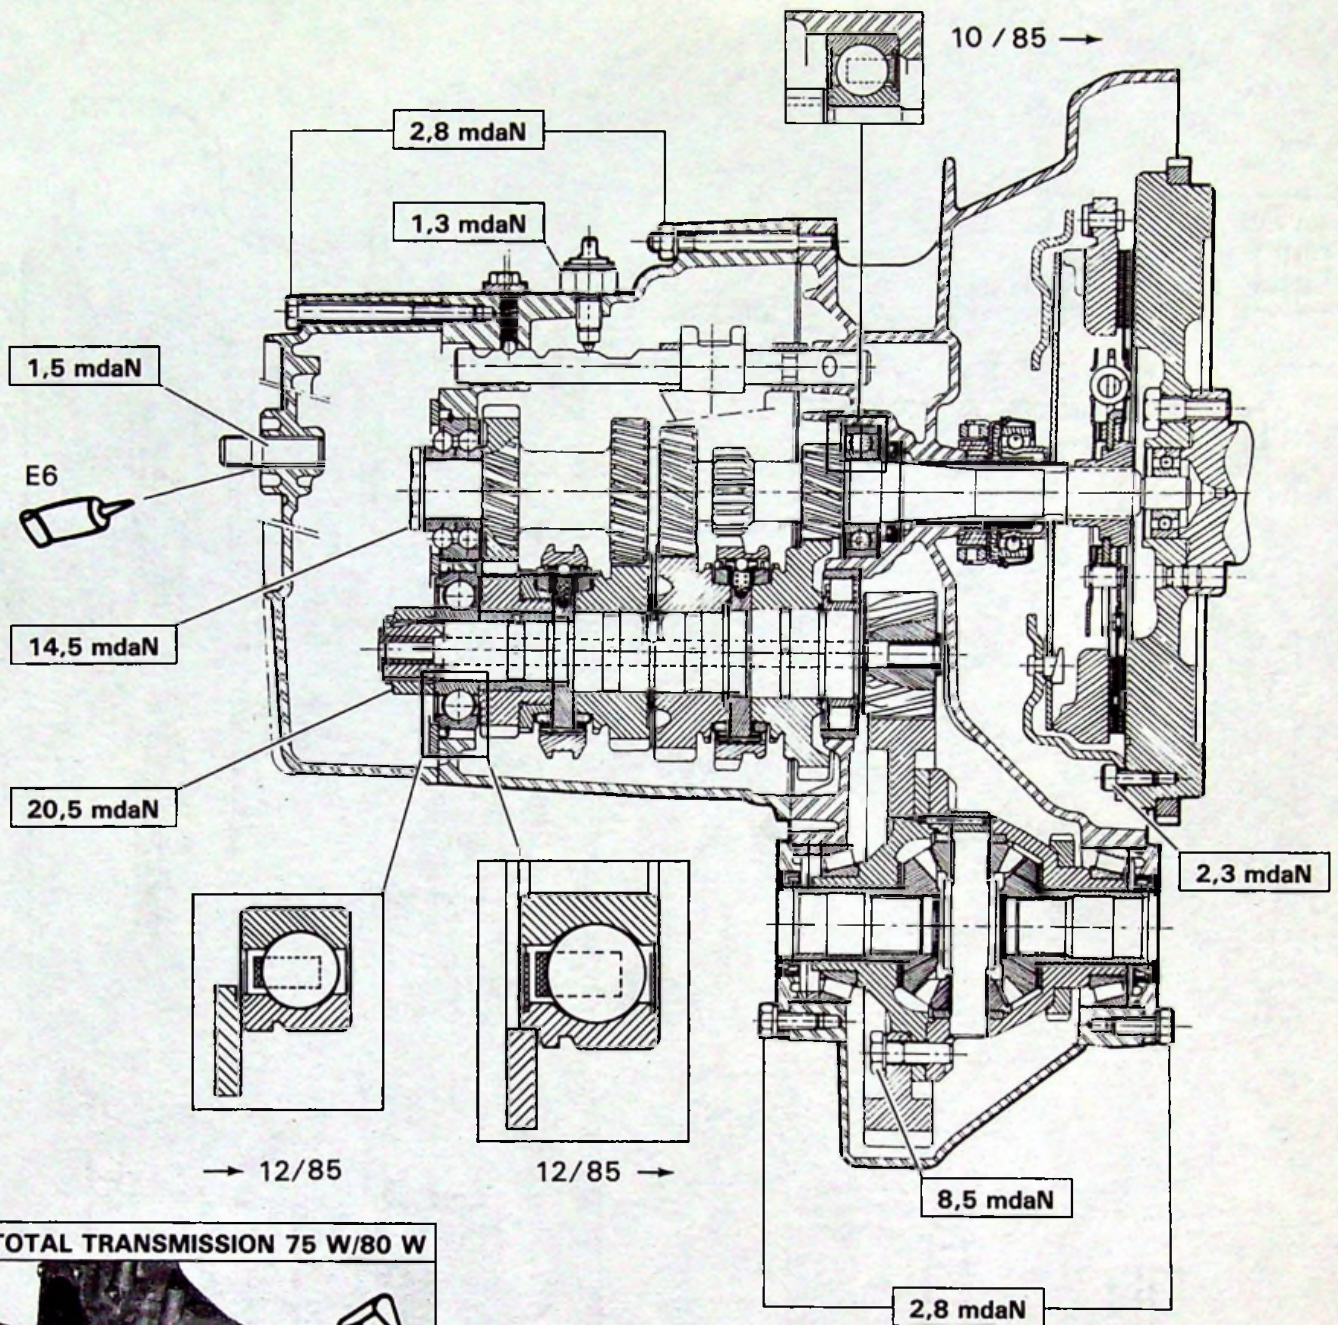 10 / 85 →
2,8 mdaN
1,3 mdaN
1,5 mdaN
E6
14,5 mdaN
20,5 mdaN
2,3 mdaN
→ 12/85
12/85 →
8,5 mdaN
TOTAL TRANSMISSION 75 W/80 W
2,8 mdaN